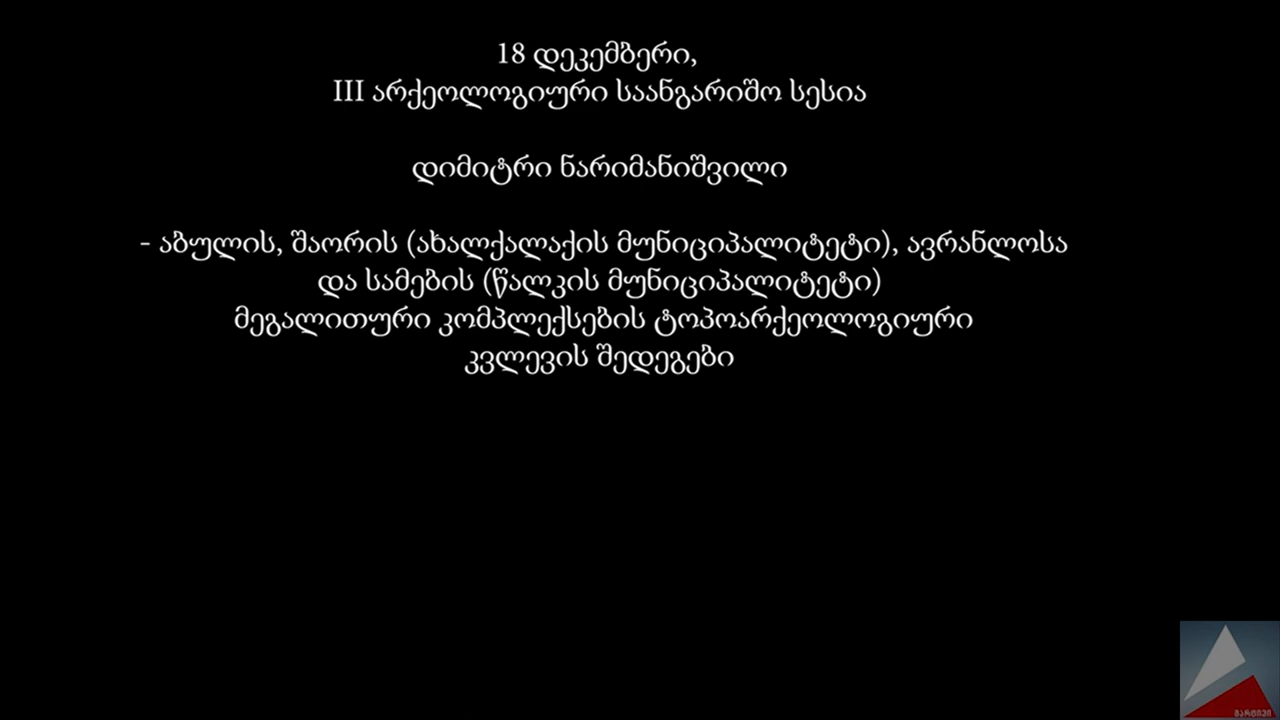 18 დეკემბერი,
III არქეოლოგიური საანგარიშო სესია
დიმიტრი ნარიმანიშვილი
- აბულის, შაორის (ახალქალაქის მუნიციპალიტეტი), ავრანლოსა
და სამების (წალკის მუნიციპალიტეტი)
მეგალითური კომპლექსების ტოპოარქეოლოგიური
კვლევის შედეგები